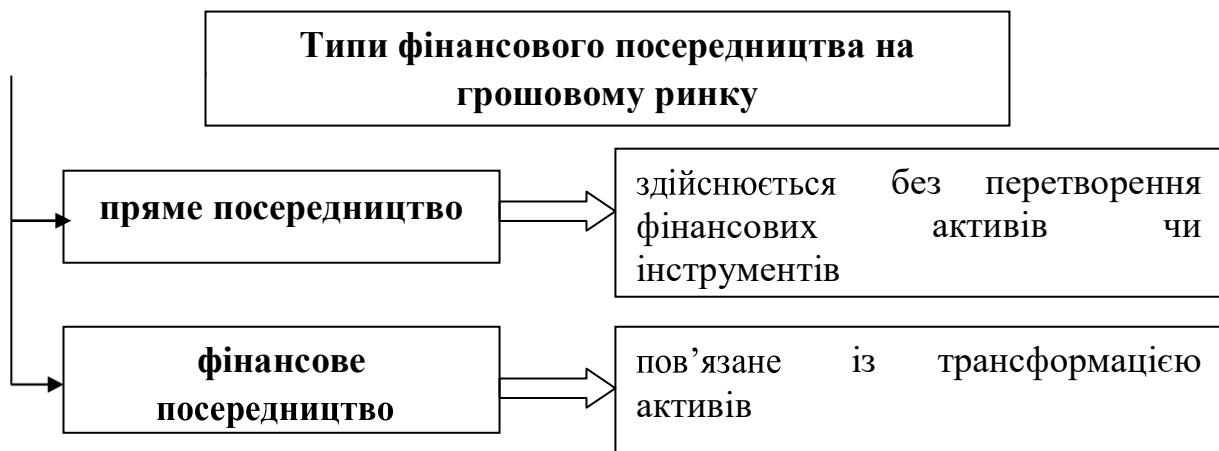 Типи фінансового посередництва на
грошовому ринку
пряме посередництво
здійснюється без перетворення
фінансових активів чи
інструментів
фінансове
посередництво
пов’язане із трансформацією
активів